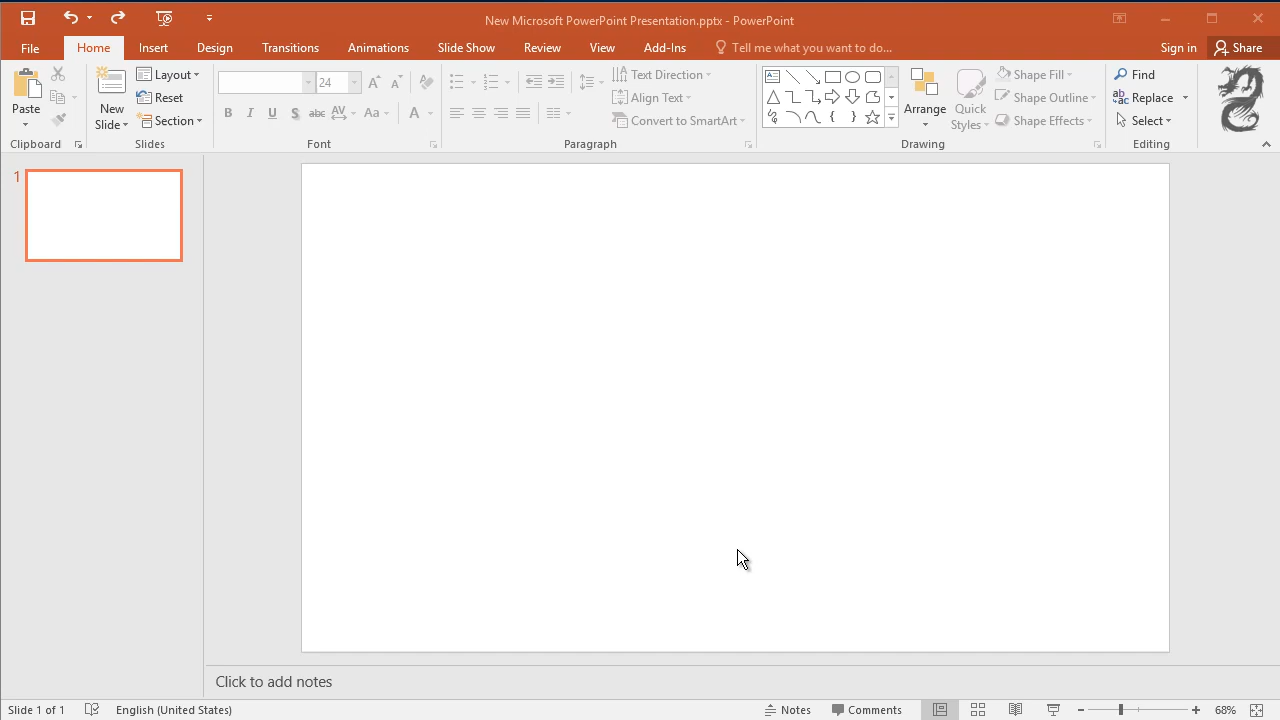 New Microsoft PowerPoint Presentation.pptx - PowerPoint
File Home Insert Design Transitions Animations Slide Show Review View Add-Ins Tell me what you want to do... Sign in Share
Paste
Clipboard
New Slide
Layout
Reset
Section
Slides
24
B I U S abc AV Aa A
Font
Text Direction
Align Text
Convert to SmartArt
Paragraph
Arrange
Quick Styles
Shape Fill
Shape Outline
Shape Effects
Drawing
Find
Replace
Select
Editing
1
Click to add notes
Slide 1 of 1 English (United States) Notes Comments 68%